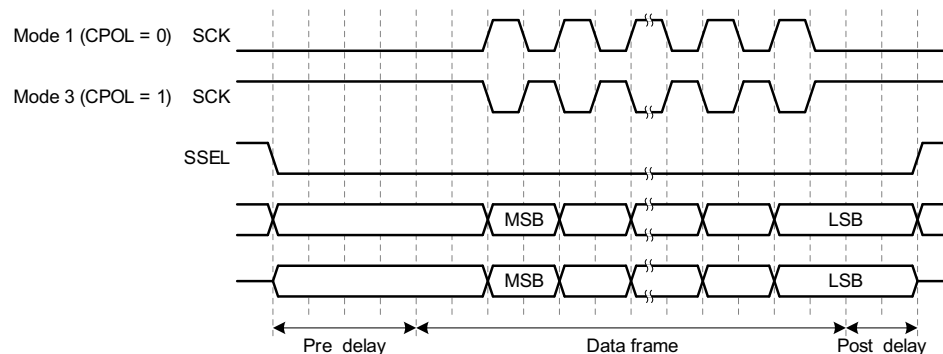 Mode 1 (CPOL = 0) SCK
Mode 3 (CPOL = 1) SCK
SSEL
MSB LSB
MSB LSB
Pre delay Data frame Post delay